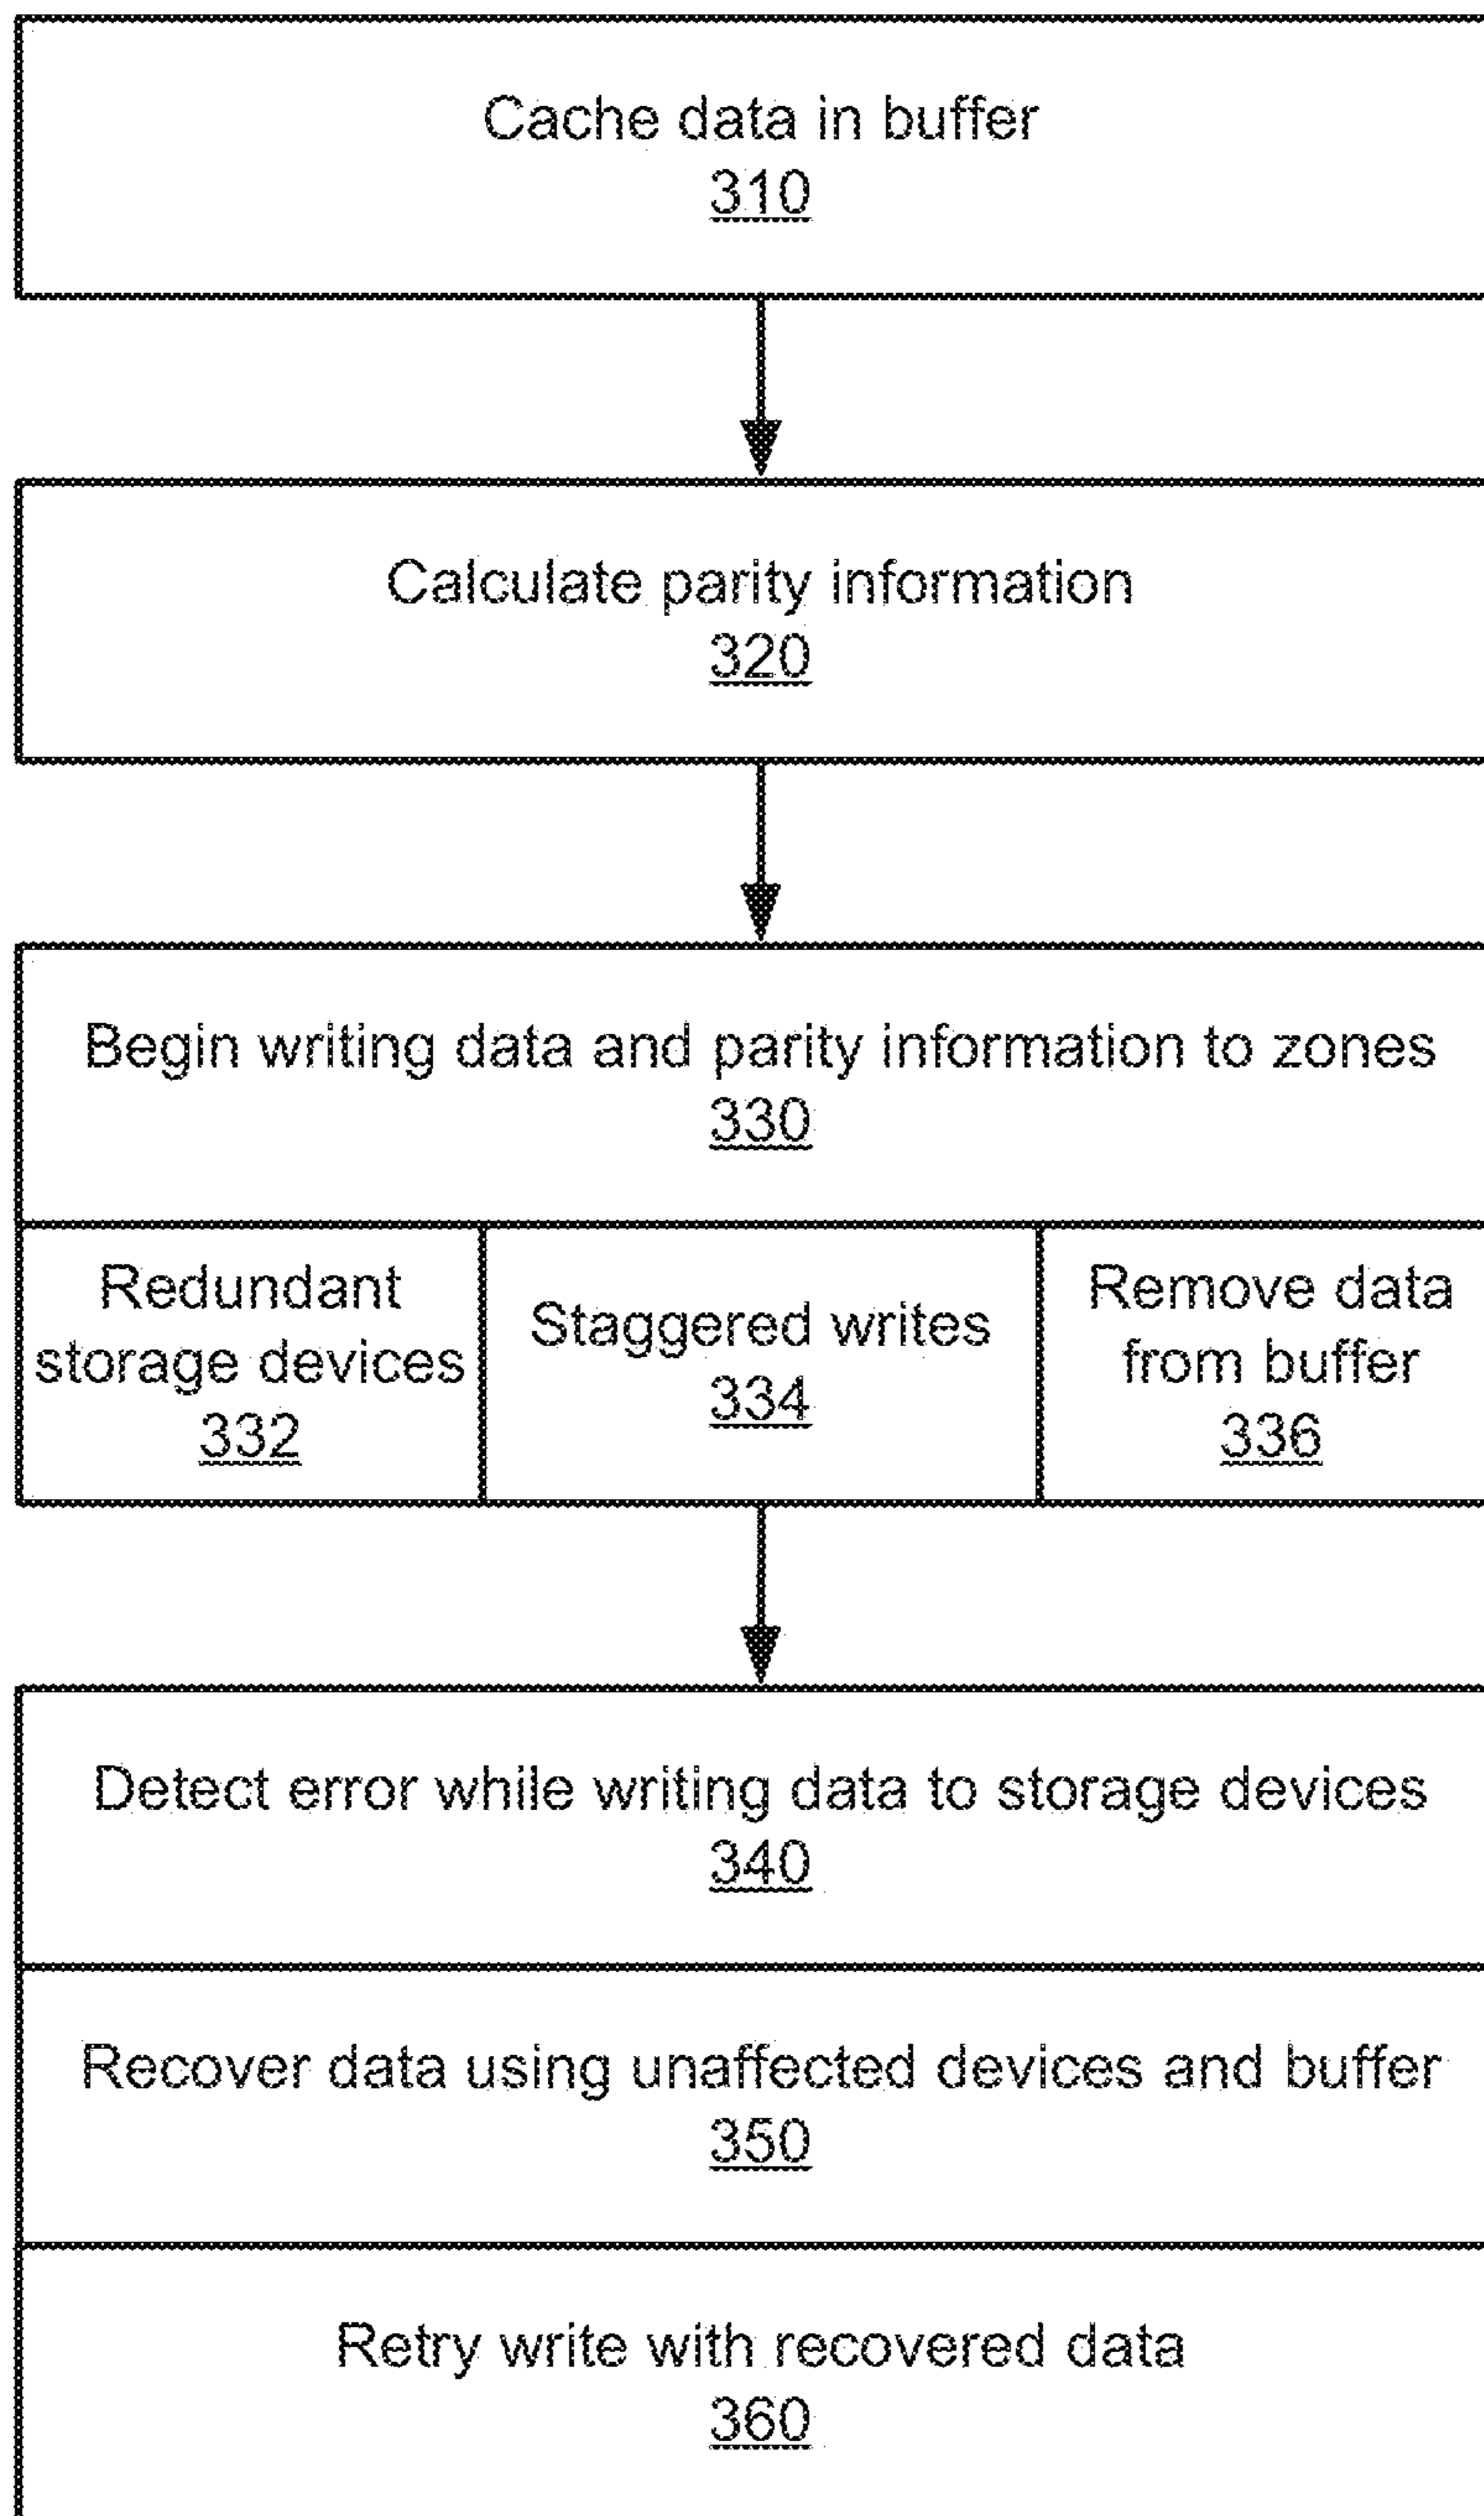 Cache data in buffer
310
Calculate parity information
320
Begin writing data and parity information to zones
330
Redundant
storage devices
332
Staggered writes
334
Remove data
from buffer
336
Detect error while writing data to storage devices
340
Recover data using unaffected devices and buffer
350
Retry write with recovered data
360